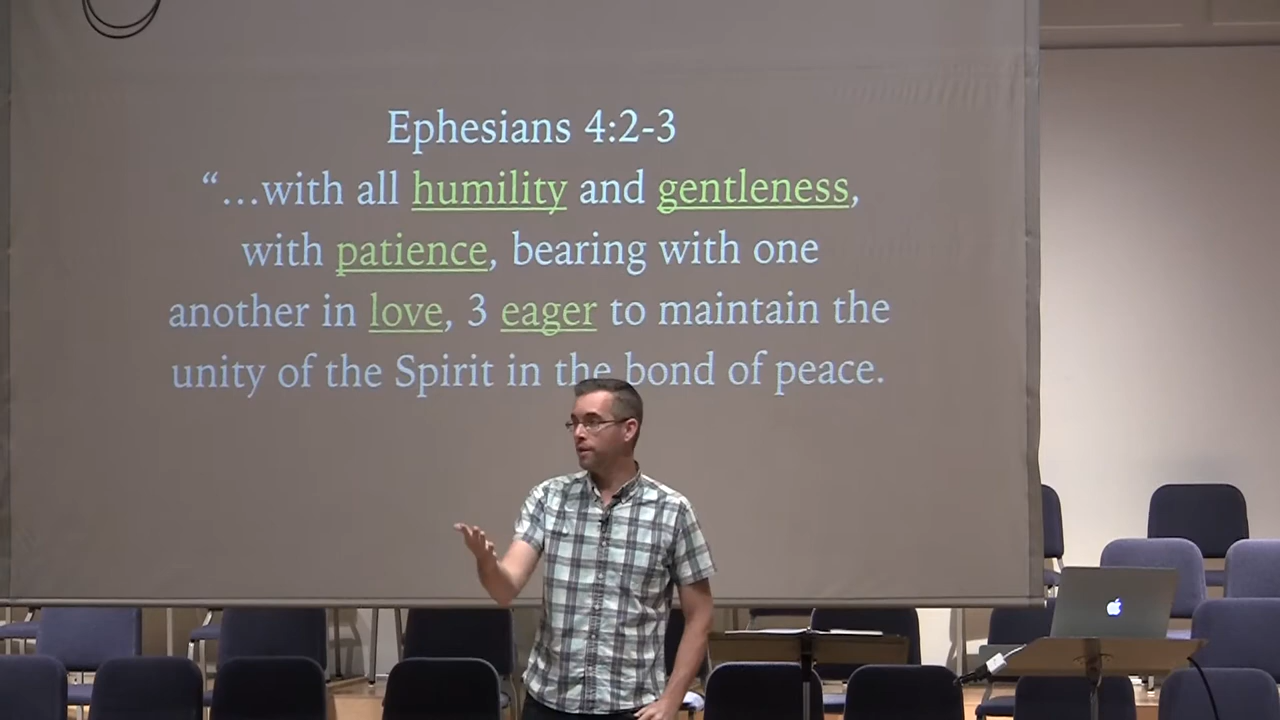 Ephesians 4:2-3
“…with all humility and gentleness,
with patience, bearing with one
another in love, 3 eager to maintain the
unity of the Spirit in the bond of peace.